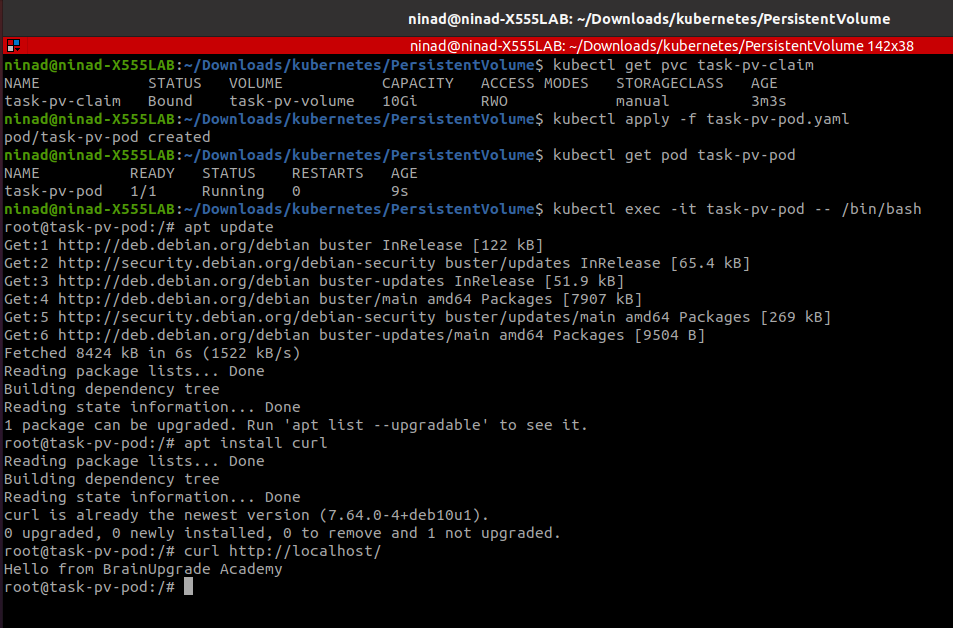 ninad@ninad-X555LAB: ~/Downloads/kubernetes/PersistentVolume
ninad@ninad-X555LAB: ~/Downloads/kubernetes/PersistentVolume 142x38
ninad@ninad-X555LAB:~/Downloads/kubernetes/PersistentVolume$ kubectl get pvc task-pv-claim
NAME            STATUS   VOLUME           CAPACITY   ACCESS MODES   STORAGECLASS   AGE
task-pv-claim   Bound    task-pv-volume   10Gi       RWO            manual         3m3s
ninad@ninad-X555LAB:~/Downloads/kubernetes/PersistentVolume$ kubectl apply -f task-pv-pod.yaml
pod/task-pv-pod created
ninad@ninad-X555LAB:~/Downloads/kubernetes/PersistentVolume$ kubectl get pod task-pv-pod
NAME          READY   STATUS    RESTARTS   AGE
task-pv-pod   1/1     Running   0          9s
ninad@ninad-X555LAB:~/Downloads/kubernetes/PersistentVolume$ kubectl exec -it task-pv-pod -- /bin/bash
root@task-pv-pod:/# apt update
Get:1 http://deb.debian.org/debian buster InRelease [122 kB]
Get:2 http://security.debian.org/debian-security buster/updates InRelease [65.4 kB]
Get:3 http://deb.debian.org/debian buster-updates InRelease [51.9 kB]
Get:4 http://deb.debian.org/debian buster/main amd64 Packages [7907 kB]
Get:5 http://security.debian.org/debian-security buster/updates/main amd64 Packages [269 kB]
Get:6 http://deb.debian.org/debian buster-updates/main amd64 Packages [9504 B]
Fetched 8424 kB in 6s (1522 kB/s)
Reading package lists... Done
Building dependency tree
Reading state information... Done
1 package can be upgraded. Run 'apt list --upgradable' to see it.
root@task-pv-pod:/# apt install curl
Reading package lists... Done
Building dependency tree
Reading state information... Done
curl is already the newest version (7.64.0-4+deb10u1).
0 upgraded, 0 newly installed, 0 to remove and 1 not upgraded.
root@task-pv-pod:/# curl http://localhost/
Hello from BrainUpgrade Academy
root@task-pv-pod:/#